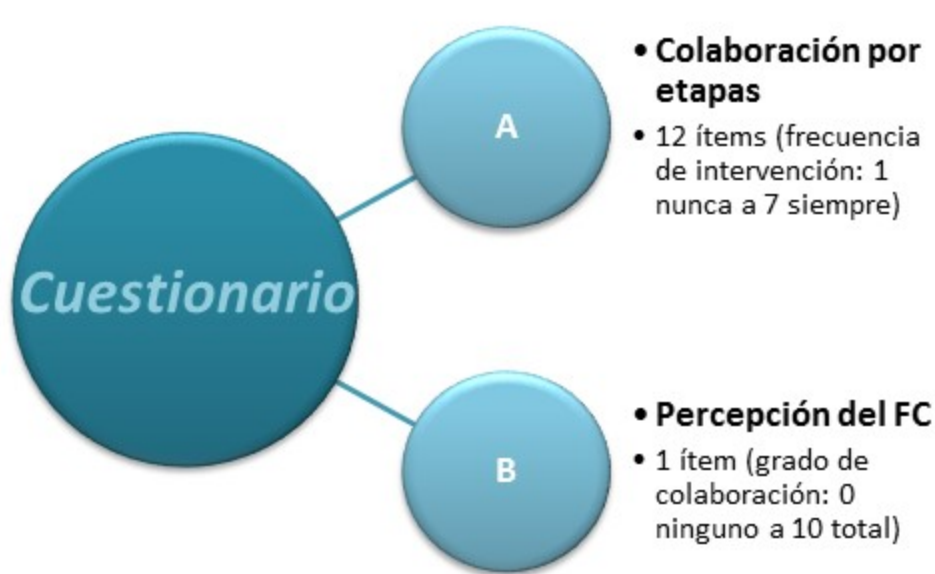 Cuestionario
A
• Colaboración por
etapas
• 12 ítems (frecuencia
de intervención: 1
nunca a 7 siempre)
B
• Percepción del FC
• 1 ítem (grado de
colaboración: 0
ninguno a 10 total)